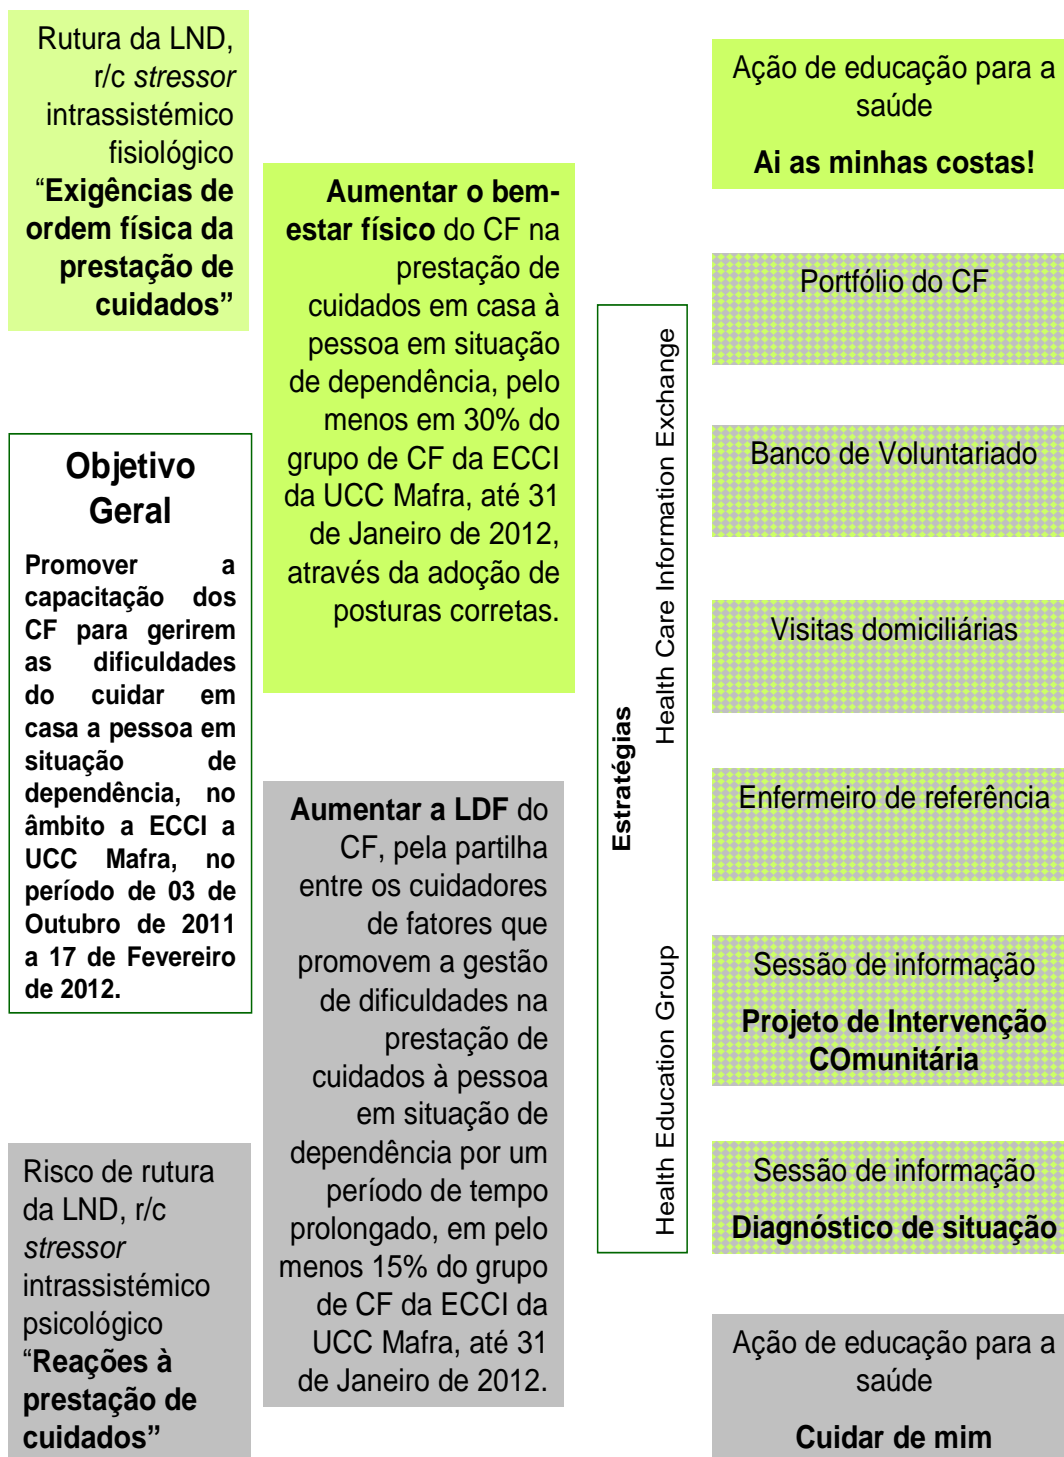 Rutura da LND,
r/c stressor
intrassistémico
fisiológico
“Exigências de
ordem física da
prestação de
cuidados”
Objetivo
Geral
Promover a
capacitação dos
CF para gerirem
as dificuldades
do cuidar em
casa a pessoa em
situação de
dependência, no
âmbito a ECCI a
UCC Mafra, no
período de 03 de
Outubro de 2011
a 17 de Fevereiro
de 2012.
Risco de rutura
da LND, r/c
stressor
intrassistémico
psicológico
“Reações à
prestação de
cuidados”
Aumentar o bem-
estar físico do CF na
prestação de
cuidados em casa à
pessoa em situação
de dependência, pelo
menos em 30% do
grupo de CF da ECCI
da UCC Mafra, até 31
de Janeiro de 2012,
através da adoção de
posturas corretas.
Aumentar a LDF do
CF, pela partilha
entre os cuidadores
de fatores que
promovem a gestão
de dificuldades na
prestação de
cuidados à pessoa
em situação de
dependência por um
período de tempo
prolongado, em pelo
menos 15% do grupo
de CF da ECCI da
UCC Mafra, até 31
de Janeiro de 2012.
Estratégias
Health Education Group
Health Care Information Exchange
Ação de educação para a
saúde
Ai as minhas costas!
Portfólio do CF
Banco de Voluntariado
Visitas domiciliárias
Enfermeiro de referência
Sessão de informação
Projeto de Intervenção
COmunitária
Sessão de informação
Diagnóstico de situação
Ação de educação para a
saúde
Cuidar de mim